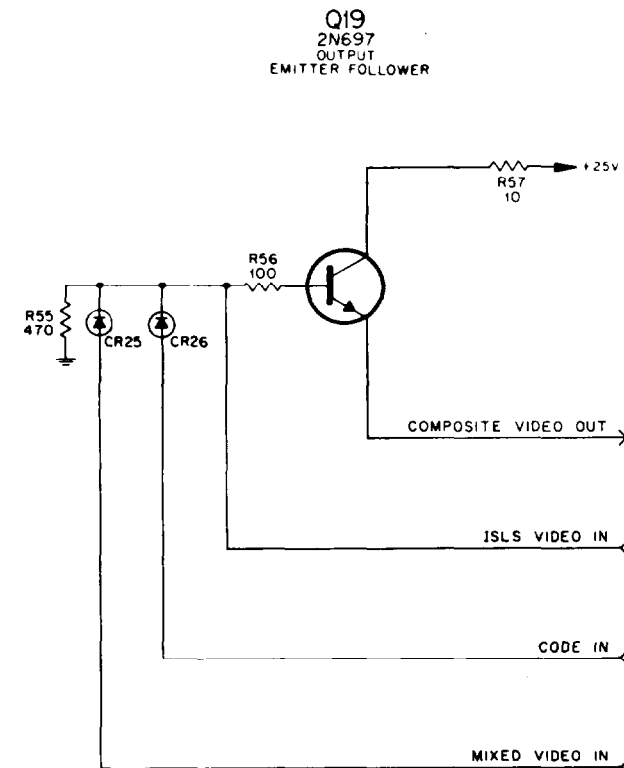 Q19
2N697
OUTPUT
EMITTER FOLLOWER
+25V
R57
10
R56
100
R55
470
CR25
CR26
COMPOSITE VIDEO OUT
ISLS VIDEO IN
CODE IN
MIXED VIDEO IN